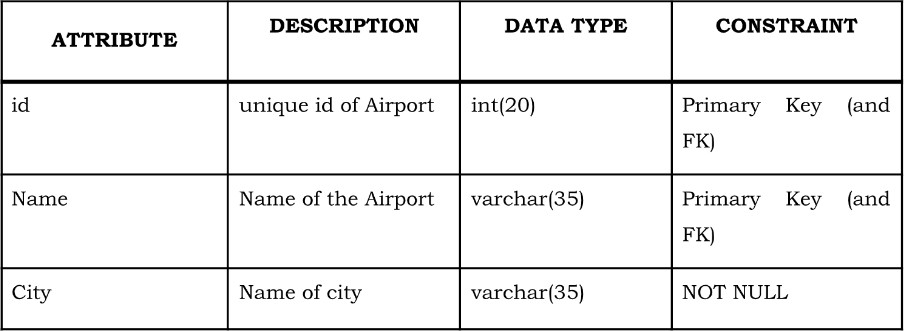 ATTRIBUTE DESCRIPTION DATA TYPE CONSTRAINT
id unique id of Airport int(20) Primary Key (and
FK)
Name Name of the Airport varchar(35) Primary Key (and
FK)
City Name of city varchar(35) NOT NULL